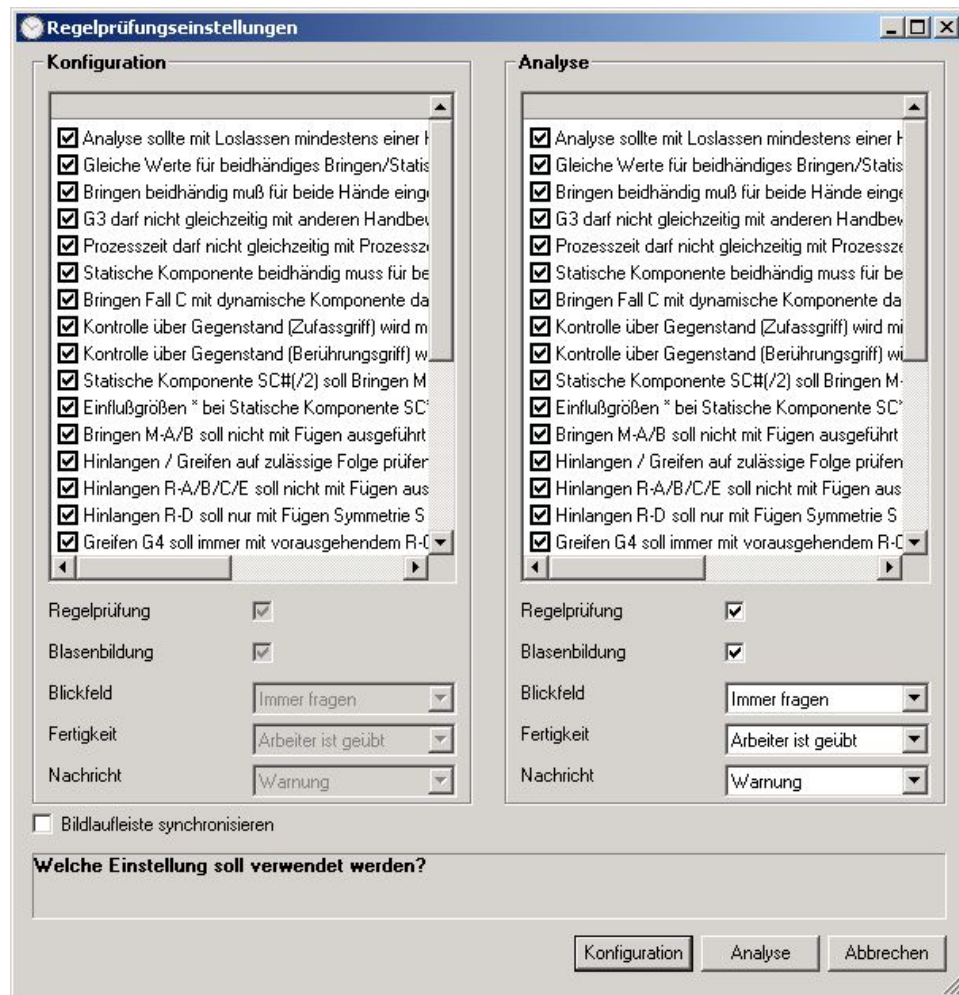 Regelprüfungseinstellungen
Konfiguration
Analyse sollte mit Loslassen mindestens einer
Gleiche Werte für beidhändiges Bringen/Statis
Bringen beidhändig muß für beide Hände einge
G3 darf nicht gleichzeitig mit anderen Handbew
Prozesszeit darf nicht gleichzeitig mit Prozessze
Statische Komponente beidhändig muss für be
Bringen Fall C mit dynamische Komponente da
Kontrolle über Gegenstand (Zufassgriff) wird m
Kontrolle über Gegenstand (Berührungsgriff) w
Statische Komponente SC#(/2) soll Bringen M
Einflußgrößen * bei Statische Komponente SC*
Bringen M-A/B soll nicht mit Fügen ausgeführt
Hinlangen / Greifen auf zulässige Folge prüfen
Hinlangen R-A/B/C/E soll nicht mit Fügen aus
Hinlangen R-D soll nur mit Fügen Symmetrie S
Greifen G4 soll immer mit vorausgehendem R-C
Regelprüfung
Blasenbildung
Blickfeld Immer fragen
Fertigkeit Arbeiter ist geübt
Nachricht Warnung
Analyse
Analyse sollte mit Loslassen mindestens einer
Gleiche Werte für beidhändiges Bringen/Statis
Bringen beidhändig muß für beide Hände einge
G3 darf nicht gleichzeitig mit anderen Handbew
Prozesszeit darf nicht gleichzeitig mit Prozessze
Statische Komponente beidhändig muss für be
Bringen Fall C mit dynamische Komponente da
Kontrolle über Gegenstand (Zufassgriff) wird mi
Kontrolle über Gegenstand (Berührungsgriff) wi
Statische Komponente SC#(/2) soll Bringen M-
Einflußgrößen * bei Statische Komponente SC*
Bringen M-A/B soll nicht mit Fügen ausgeführt
Hinlangen / Greifen auf zulässige Folge prüfen
Hinlangen R-A/B/C/E soll nicht mit Fügen aus
Hinlangen R-D soll nur mit Fügen Symmetrie S
Greifen G4 soll immer mit vorausgehendem R-C
Regelprüfung
Blasenbildung
Blickfeld Immer fragen
Fertigkeit Arbeiter ist geübt
Nachricht Warnung
Bildlaufleiste synchronisieren
Welche Einstellung soll verwendet werden?
Konfiguration Analyse Abbrechen